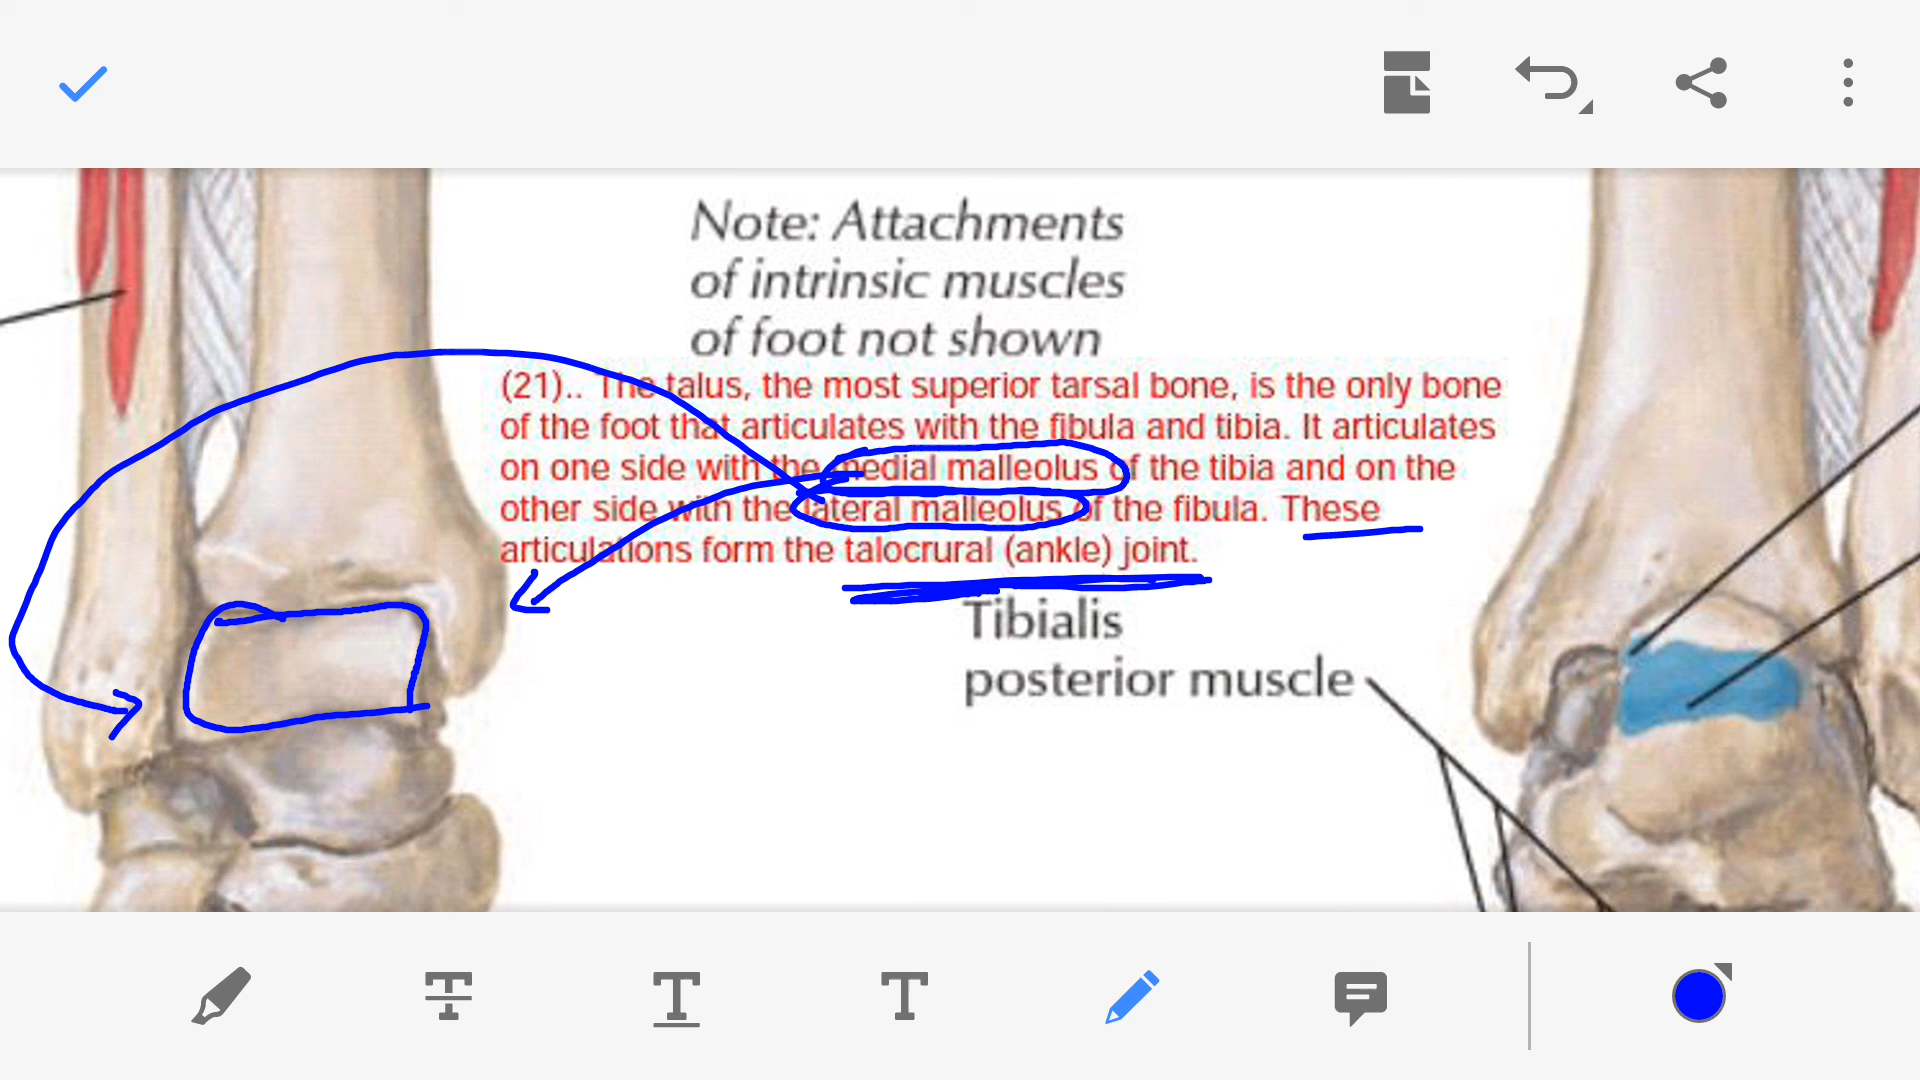 Note: Attachments
of intrinsic muscles
of foot not shown
(21).. The talus, the most superior tarsal bone, is the only bone
of the foot that articulates with the fibula and tibia. It articulates
on one side with the medial malleolus of the tibia and on the
other side with the lateral malleolus of the fibula. These
articulations form the talocrural (ankle) joint.
Tibialis
posterior muscle